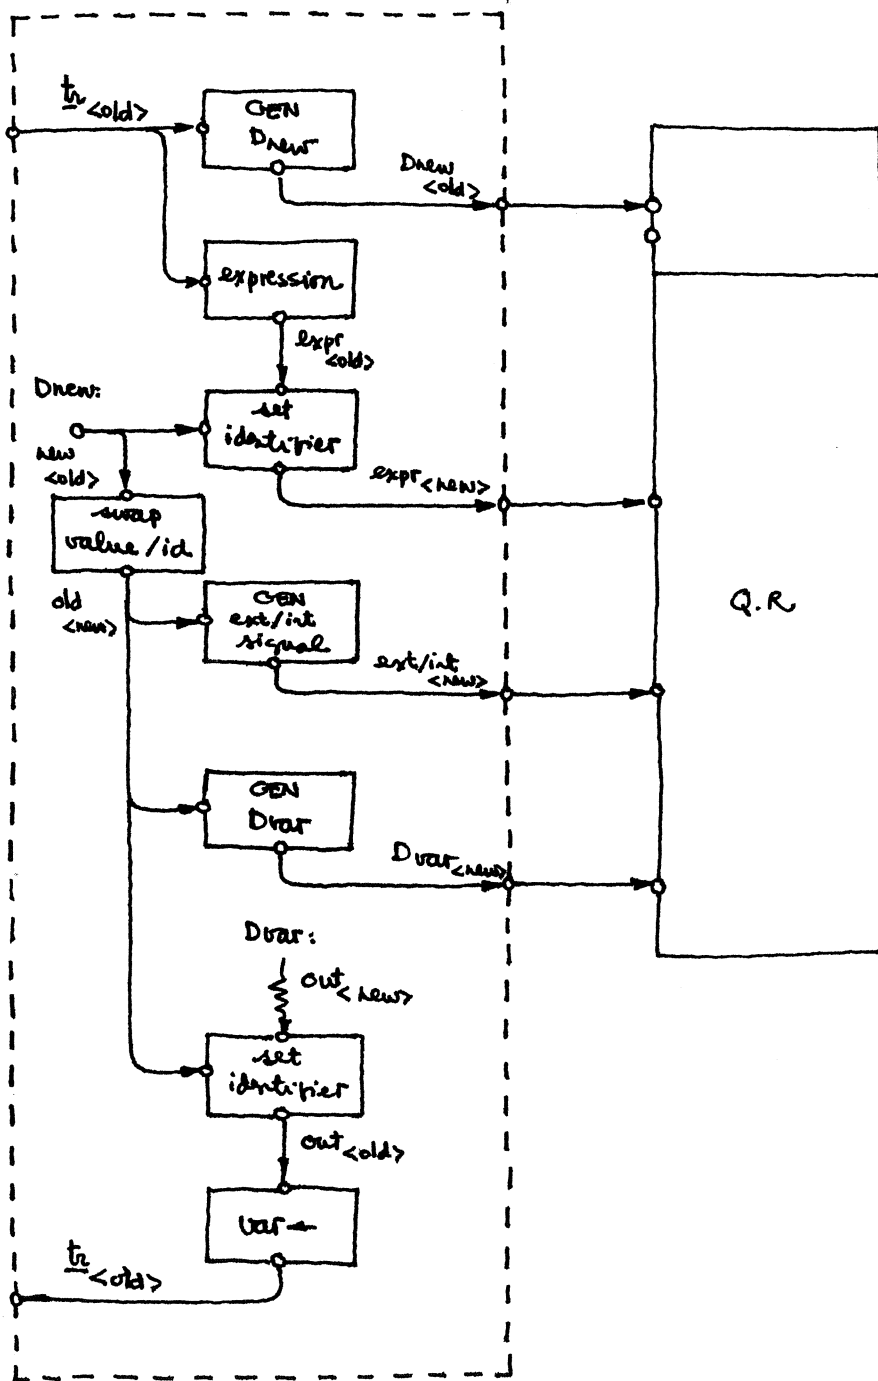 tr <old>
GEN
Dnew
Dnew
<old>
expression
expr
<old>
Dnew:
set
identifier
new
<old>
expr <new>
swap
value/id
old
<new>
GEN
ext/int
signal
ext/int
<new>
Q.R
GEN
Dvar
Dvar <new>
Dvar:
out <new>
set
identifier
out <old>
var ←
tr <old>